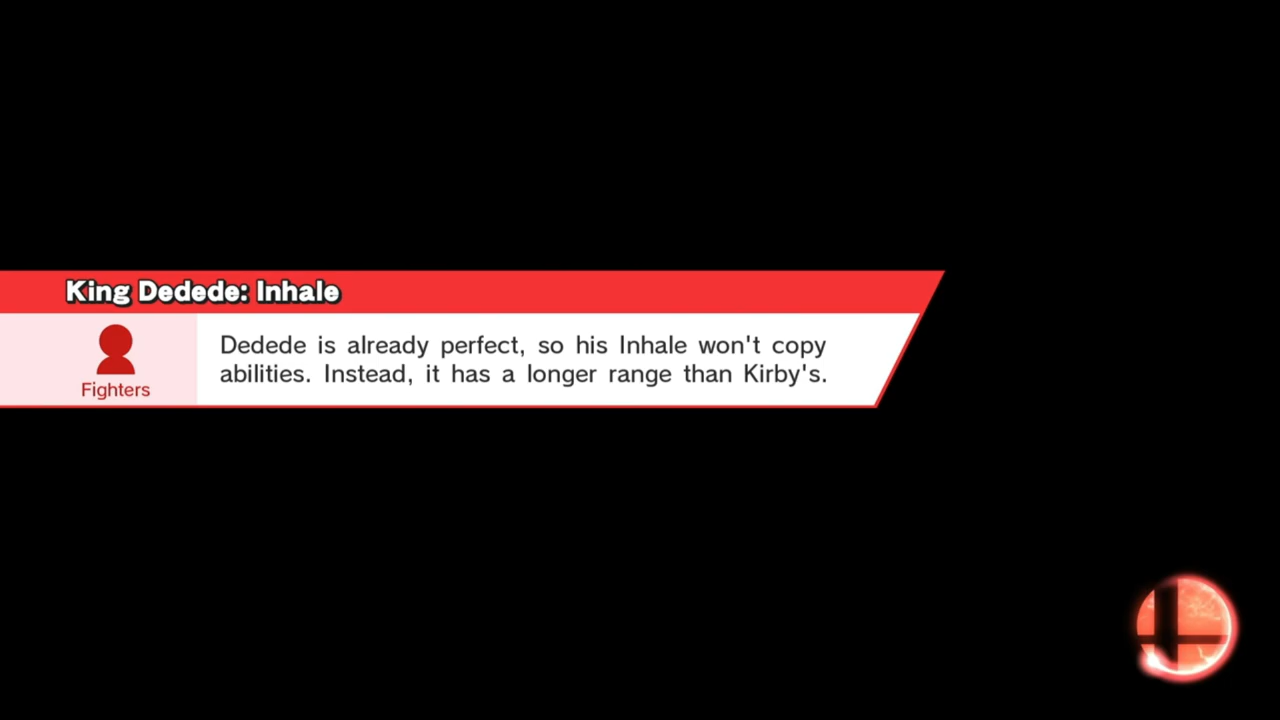 King Dedede: Inhale
Fighters
Dedede is already perfect, so his Inhale won't copy
abilities. Instead, it has a longer range than Kirby's.